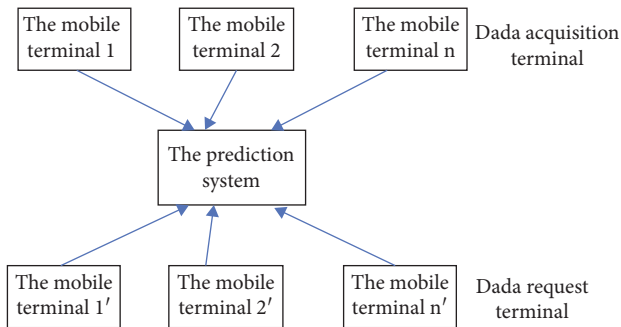 The mobile
terminal 1
The mobile
terminal 2
The mobile
terminal n
Dada acquisition
terminal
The prediction
system
The mobile
terminal 1′
The mobile
terminal 2′
The mobile
terminal n′
Dada request
terminal